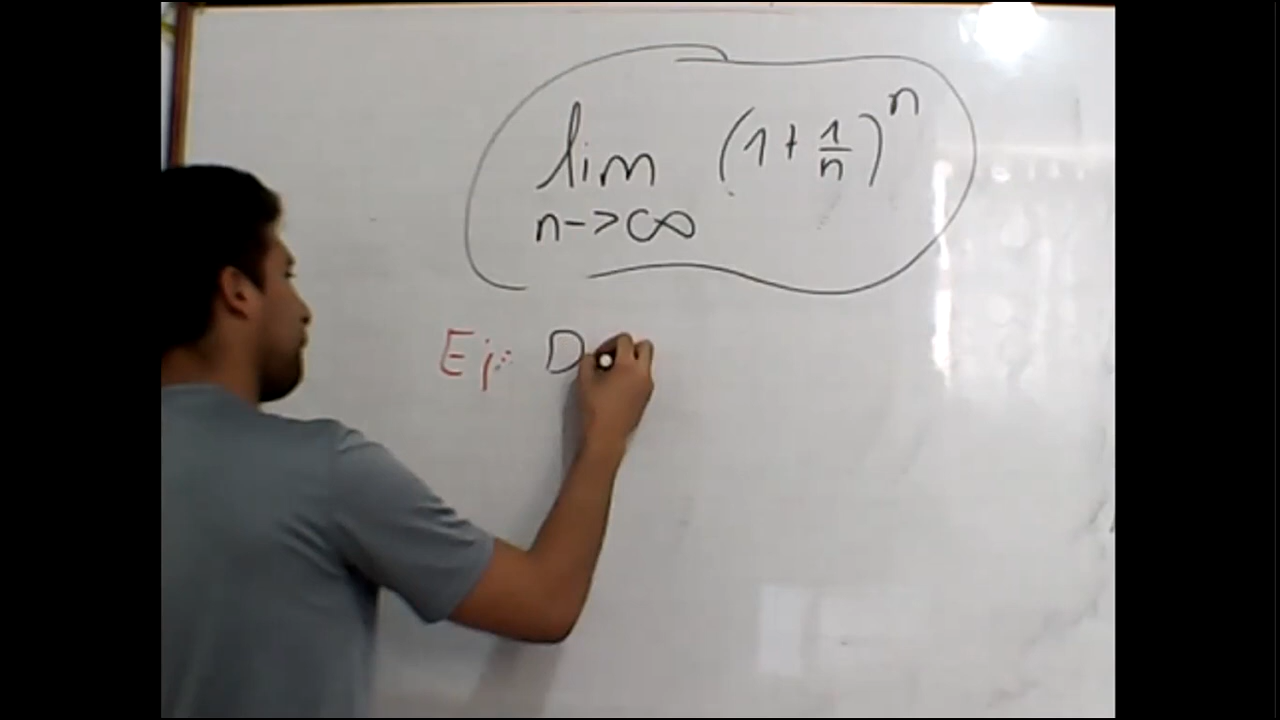 lim (1 + 1/n)^n
n->∞
Ej: D